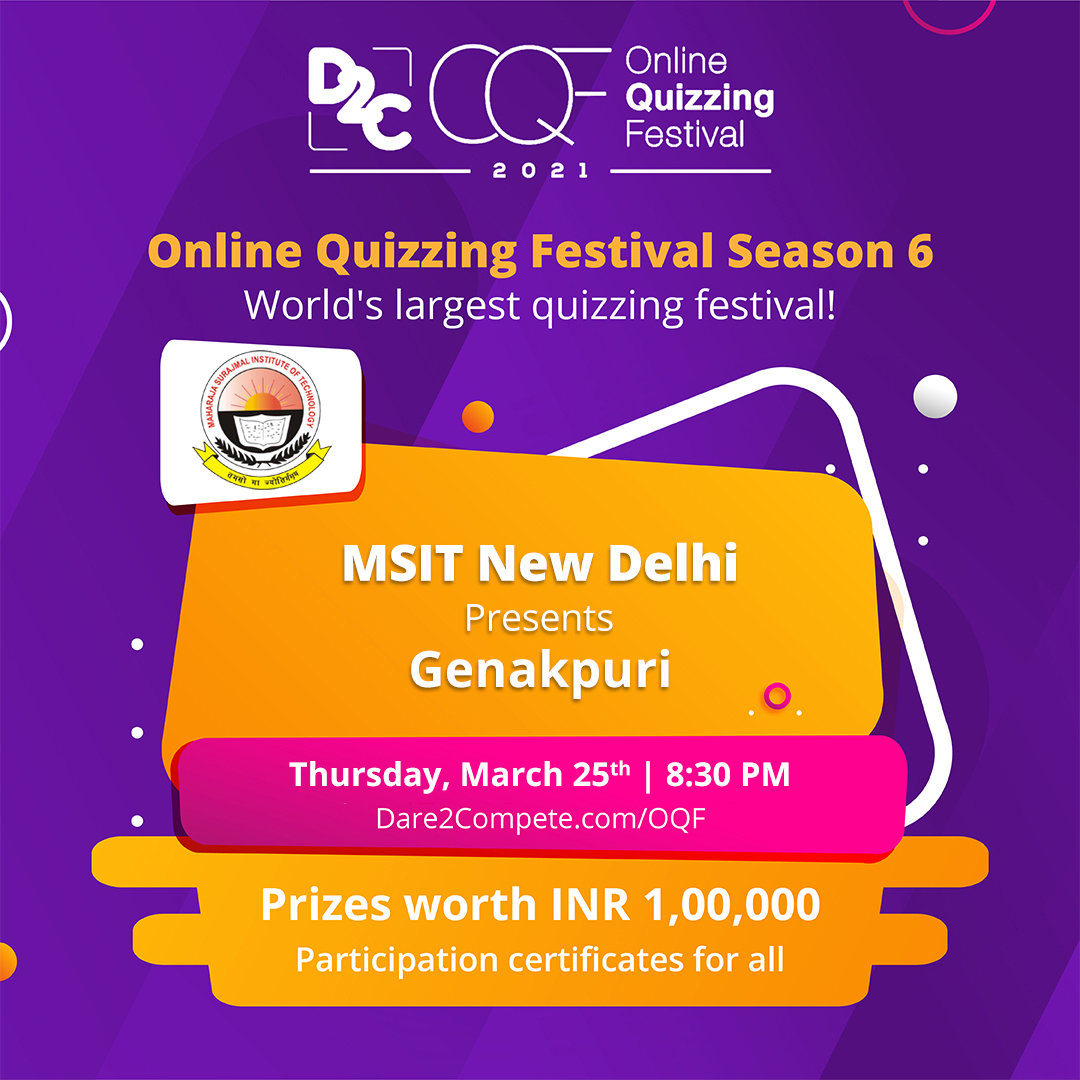 D2C
OQF
Online
Quizzing
Festival
2021
Online Quizzing Festival Season 6
World's largest quizzing festival!
MAHARAJA SURAJMAL INSTITUTE OF TECHNOLOGY
तमसो मा ज्योतिर्गमय
MSIT New Delhi
Presents
Genakpuri
Thursday, March 25th | 8:30 PM
Dare2Compete.com/OQF
Prizes worth INR 1,00,000
Participation certificates for all